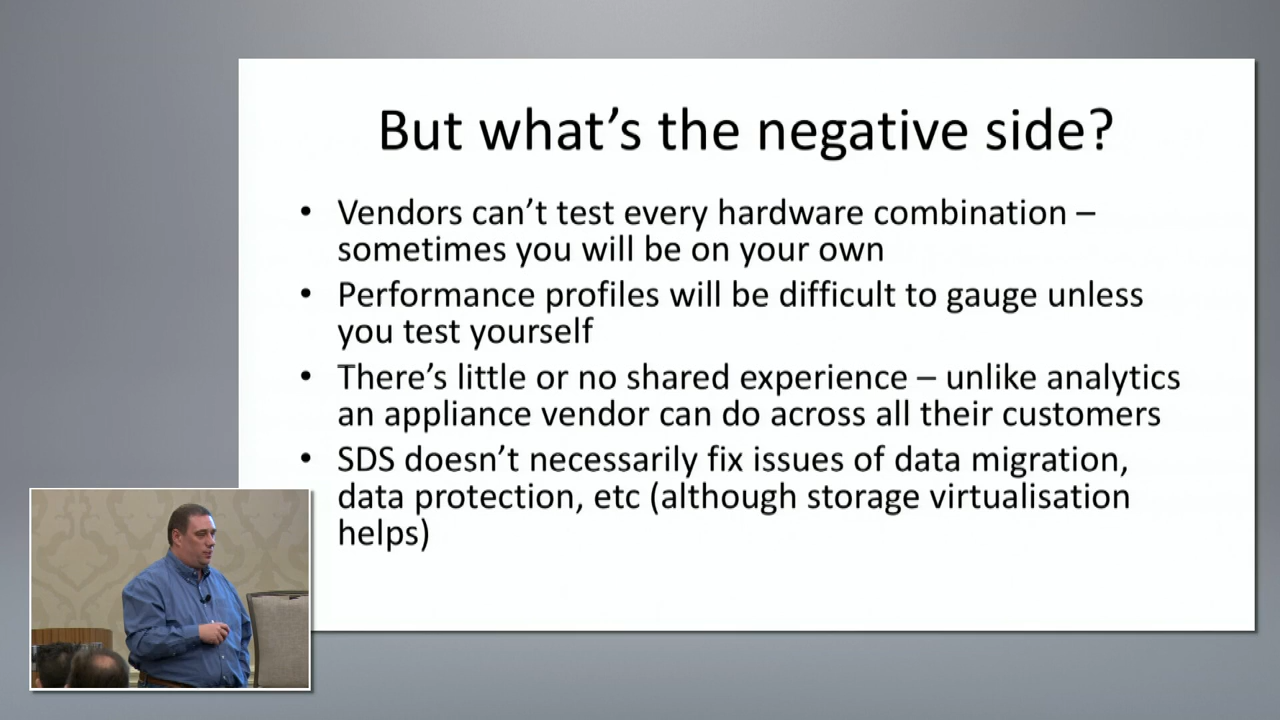 But what's the negative side?
• Vendors can't test every hardware combination –
sometimes you will be on your own
• Performance profiles will be difficult to gauge unless
you test yourself
• There's little or no shared experience – unlike analytics
an appliance vendor can do across all their customers
• SDS doesn't necessarily fix issues of data migration,
data protection, etc (although storage virtualisation
helps)